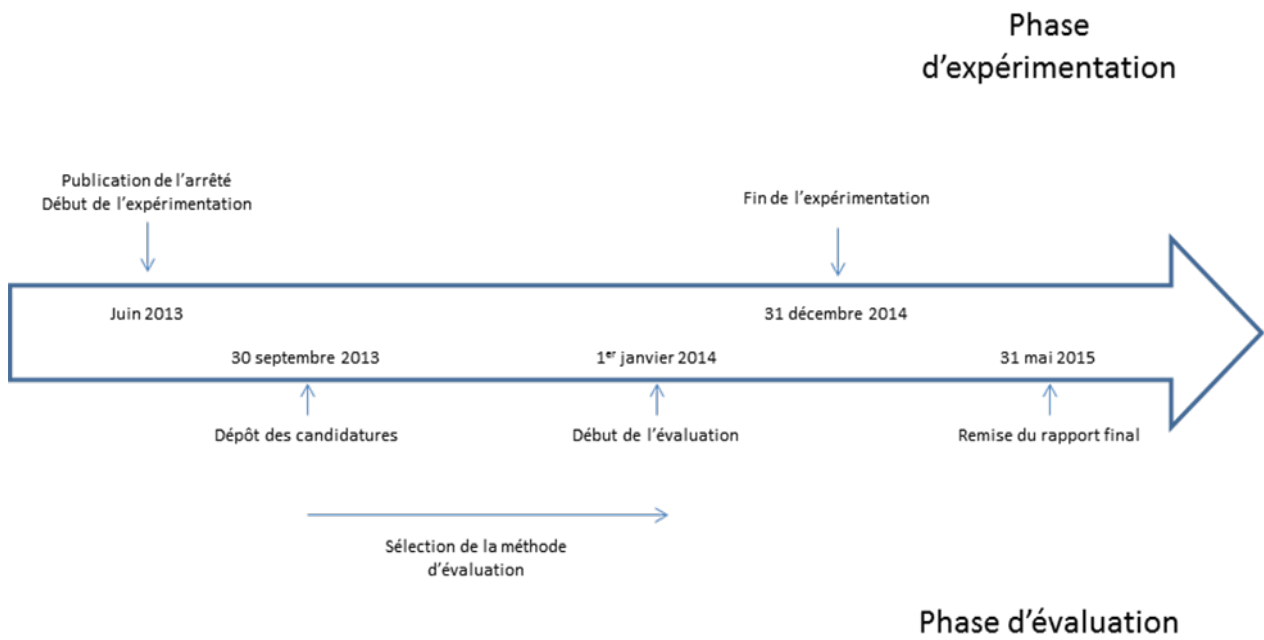 Phase
d'expérimentation
Publication de l'arrêté
Début de l'expérimentation
Fin de l'expérimentation
Juin 2013
31 décembre 2014
30 septembre 2013
1er janvier 2014
31 mai 2015
Dépôt des candidatures
Début de l'évaluation
Remise du rapport final
Sélection de la méthode
d'évaluation
Phase d'évaluation